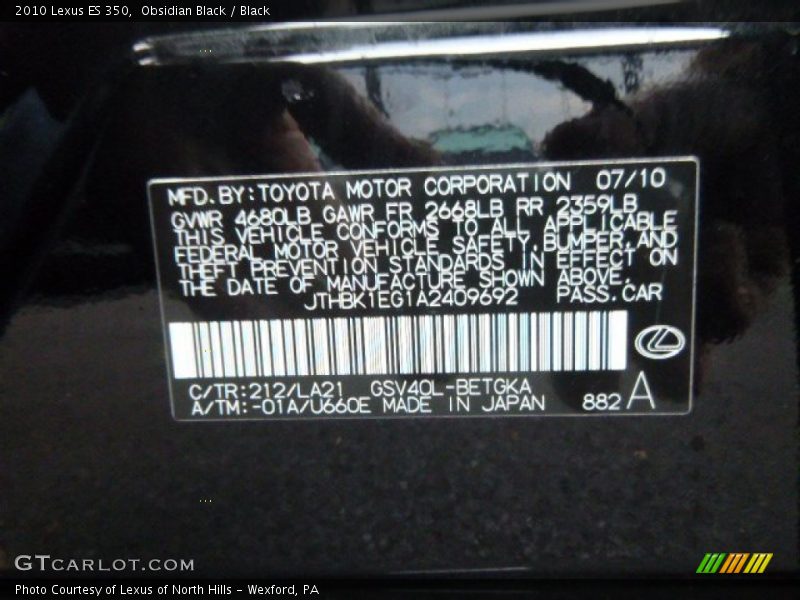 2010 Lexus ES 350, Obsidian Black / Black
MFD. BY: TOYOTA MOTOR CORPORATION 07/10
GVWR 4680LB GAWR FR 2668LB RR 2359LB
THIS VEHICLE CONFORMS TO ALL APPLICABLE
FEDERAL MOTOR VEHICLE SAFETY, BUMPER, AND
THEFT PREVENTION STANDARDS IN EFFECT ON
THE DATE OF MANUFACTURE SHOWN ABOVE.
JTHBK1EG1A2409692 PASS. CAR
C/TR: 212/LA21 GSV40L-BETGKA
A/TM: -01A/U660E MADE IN JAPAN 882 A
GTCARLOT.COM
Photo Courtesy of Lexus of North Hills - Wexford, PA